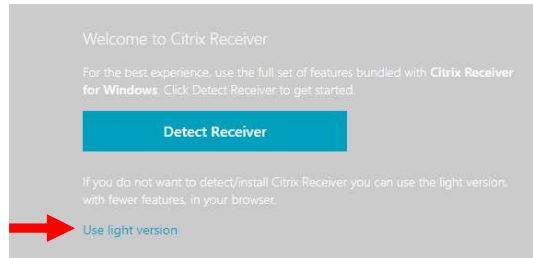 Welcome to Citrix Receiver
For the best experience, use the full set of features bundled with Citrix Receiver
for Windows. Click Detect Receiver to get started.
Detect Receiver
If you do not want to detect/install Citrix Receiver you can use the light version,
with fewer features, in your browser.
Use light version